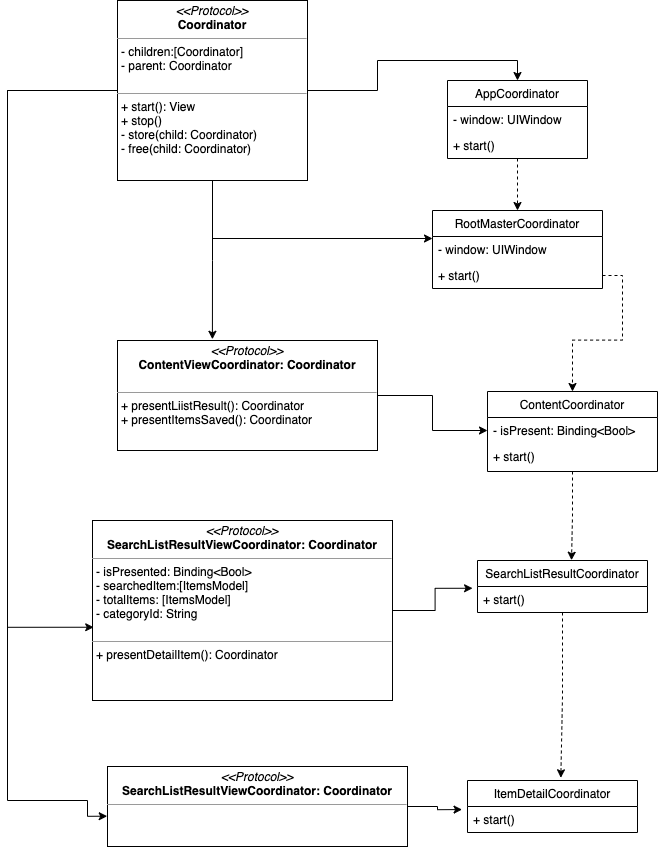 <<Protocol>>
Coordinator
- children:[Coordinator]
- parent: Coordinator
+ start(): View
+ stop()
- store(child: Coordinator)
- free(child: Coordinator)
AppCoordinator
- window: UIWindow
+ start()
RootMasterCoordinator
- window: UIWindow
+ start()
<<Protocol>>
ContentViewCoordinator: Coordinator
+ presentLiistResult(): Coordinator
+ presentItemsSaved(): Coordinator
ContentCoordinator
- isPresent: Binding<Bool>
+ start()
<<Protocol>>
SearchListResultViewCoordinator: Coordinator
- isPresented: Binding<Bool>
- searchedItem:[ItemsModel]
- totalItems: [ItemsModel]
- categoryId: String
+ presentDetailItem(): Coordinator
SearchListResultCoordinator
+ start()
<<Protocol>>
SearchListResultViewCoordinator: Coordinator
ItemDetailCoordinator
+ start()